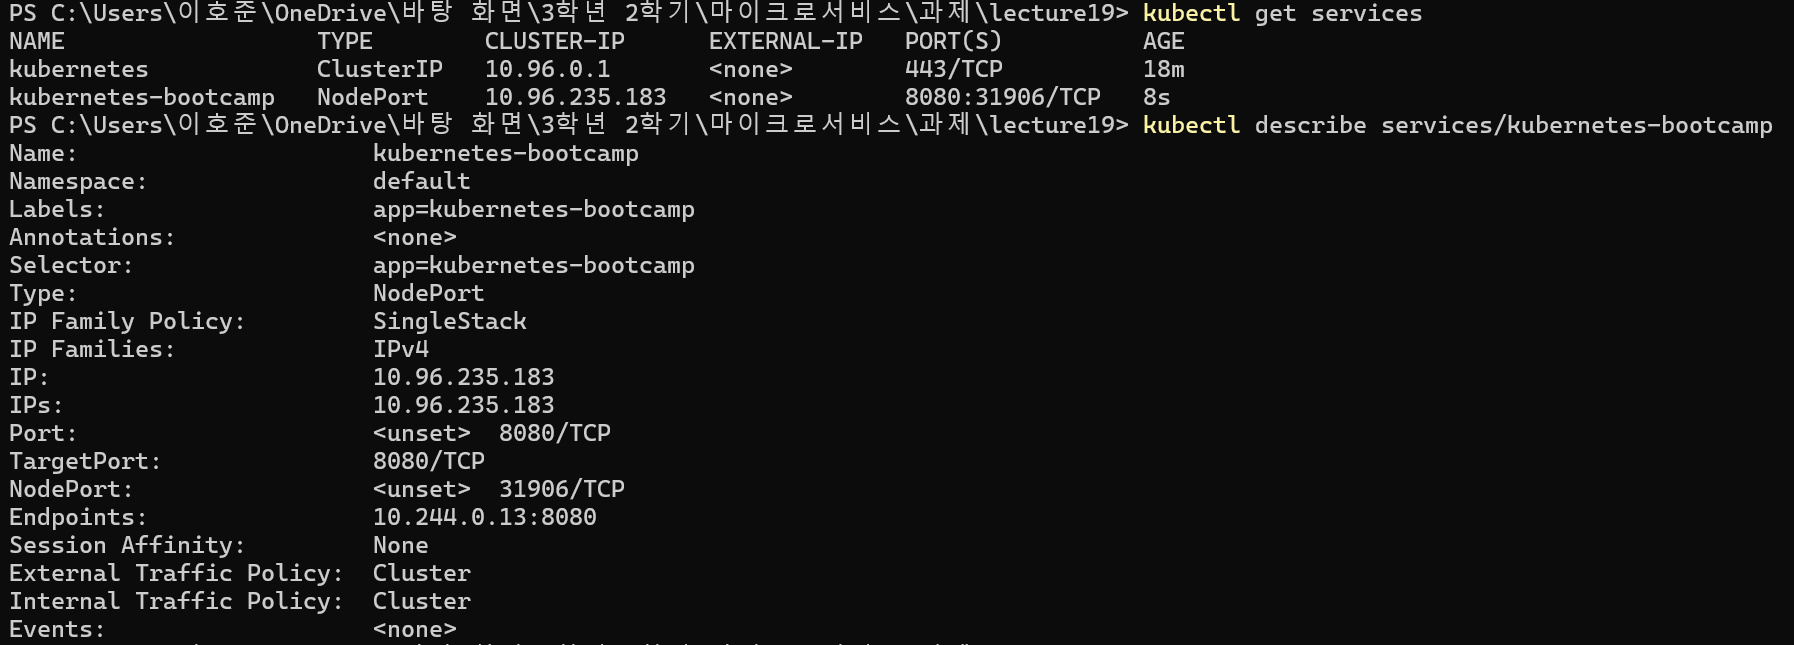 PS C:\Users\이호준\OneDrive\바탕 화면\3학년 2학기\마이크로서비스\과제\lecture19> kubectl get services
NAME                  TYPE        CLUSTER-IP      EXTERNAL-IP   PORT(S)          AGE
kubernetes            ClusterIP   10.96.0.1       <none>        443/TCP          18m
kubernetes-bootcamp   NodePort    10.96.235.183   <none>        8080:31906/TCP   8s
PS C:\Users\이호준\OneDrive\바탕 화면\3학년 2학기\마이크로서비스\과제\lecture19> kubectl describe services/kubernetes-bootcamp
Name:                     kubernetes-bootcamp
Namespace:                default
Labels:                   app=kubernetes-bootcamp
Annotations:              <none>
Selector:                 app=kubernetes-bootcamp
Type:                     NodePort
IP Family Policy:         SingleStack
IP Families:              IPv4
IP:                       10.96.235.183
IPs:                      10.96.235.183
Port:                     <unset>  8080/TCP
TargetPort:               8080/TCP
NodePort:                 <unset>  31906/TCP
Endpoints:                10.244.0.13:8080
Session Affinity:         None
External Traffic Policy:  Cluster
Internal Traffic Policy:  Cluster
Events:                   <none>